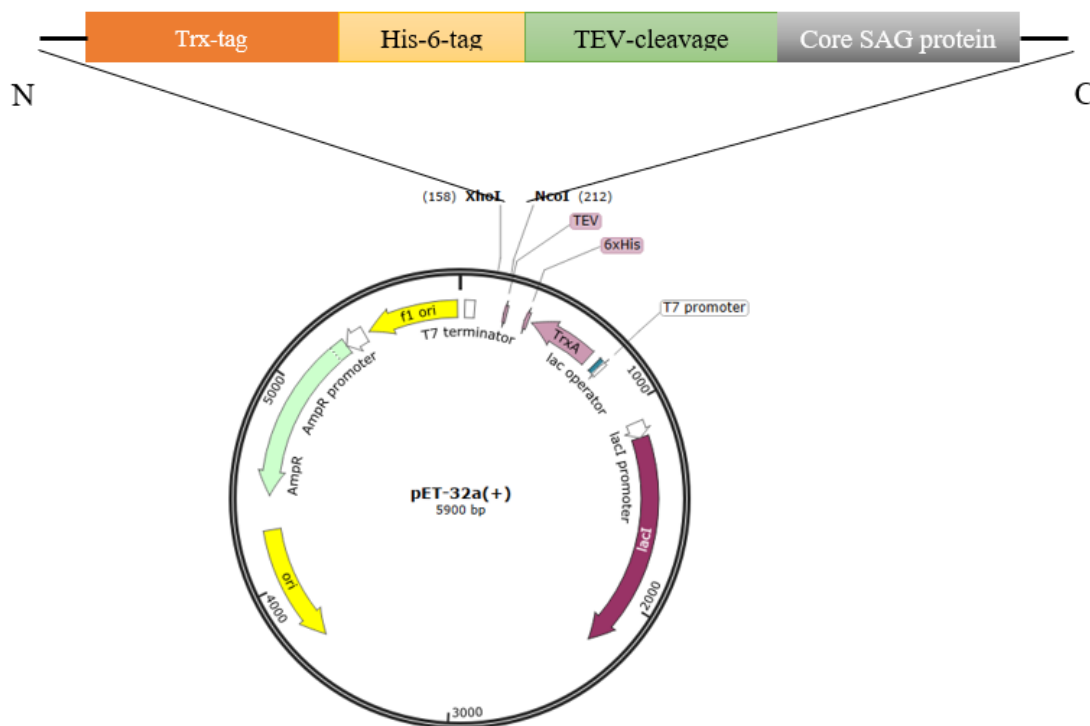 Trx-tag His-6-tag TEV-cleavage Core SAG protein
N C
(158) XhoI NcoI (212)
TEV
6xHis
T7 promoter
f1 ori
T7 terminator
TrxA
lac operator
1000
AmpR promoter
5000
lacI promoter
AmpR
pET-32a(+)
5900 bp
lacI
ori
4000
2000
3000